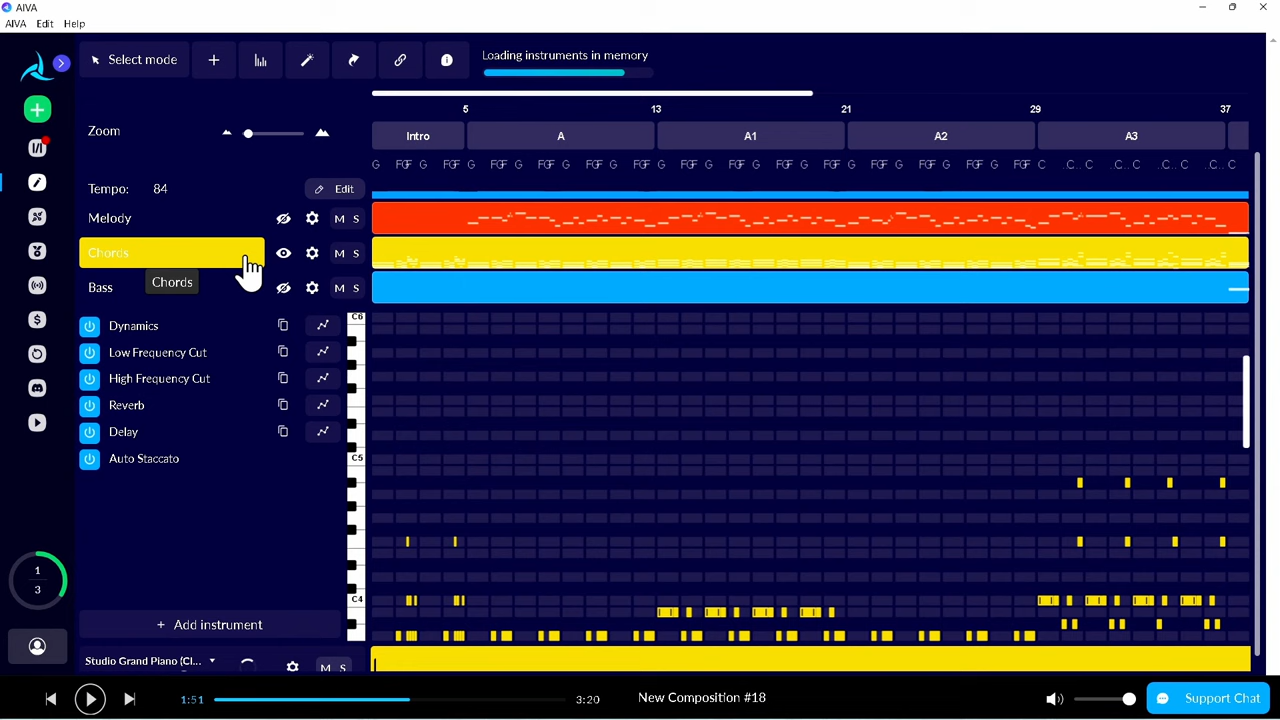 AIVA
AIVA Edit Help
Select mode
Loading instruments in memory
Zoom
5 13 21 29 37
Intro A A1 A2 A3
Tempo: 84 Edit
Melody M S
Chords M S
Chords
Bass M S
C6
Dynamics
Low Frequency Cut
High Frequency Cut
Reverb
Delay
C5
Auto Staccato
1
3
C4
+ Add instrument
Studio Grand Piano (Cl... M S
1:51 3:20 New Composition #18 Support Chat